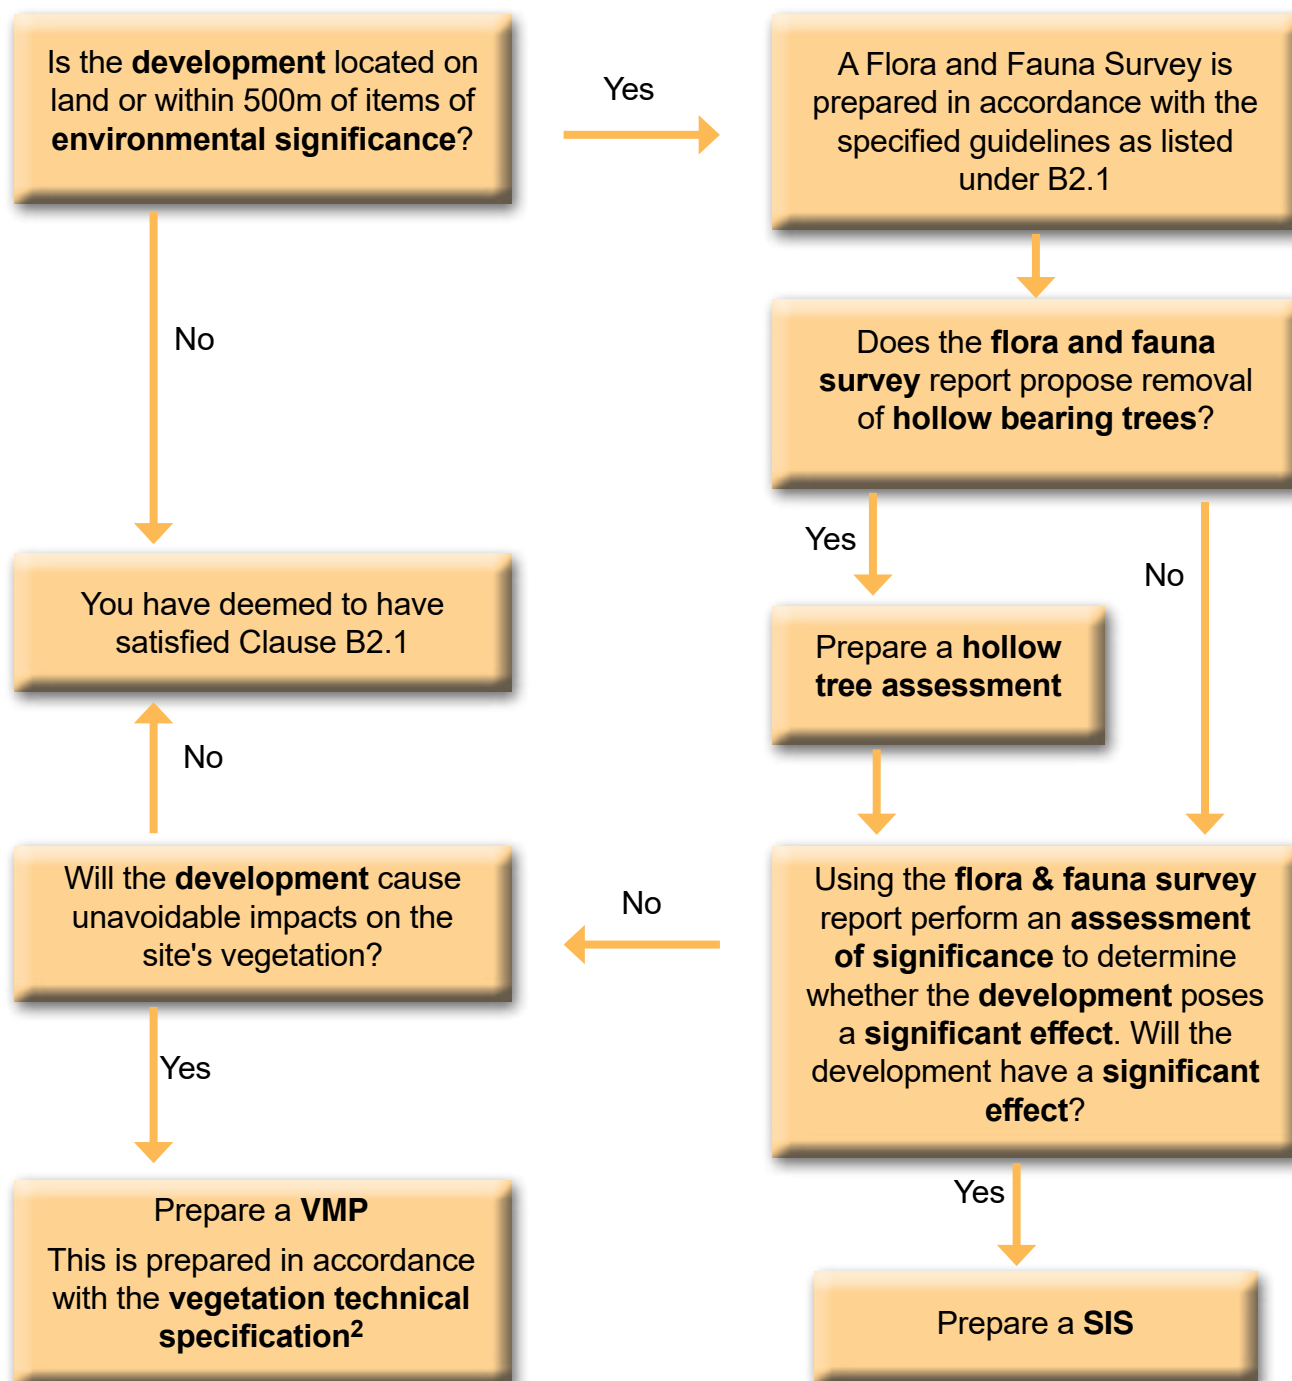 Is the development located on
land or within 500m of items of
environmental significance?
Yes
A Flora and Fauna Survey is
prepared in accordance with the
specified guidelines as listed
under B2.1
No
Does the flora and fauna
survey report propose removal
of hollow bearing trees?
Yes
No
You have deemed to have
satisfied Clause B2.1
Prepare a hollow
tree assessment
No
Will the development cause
unavoidable impacts on the
site's vegetation?
No
Using the flora & fauna survey
report perform an assessment
of significance to determine
whether the development poses
a significant effect. Will the
development have a significant
effect?
Yes
Yes
Prepare a VMP
This is prepared in accordance
with the vegetation technical
specification²
Prepare a SIS